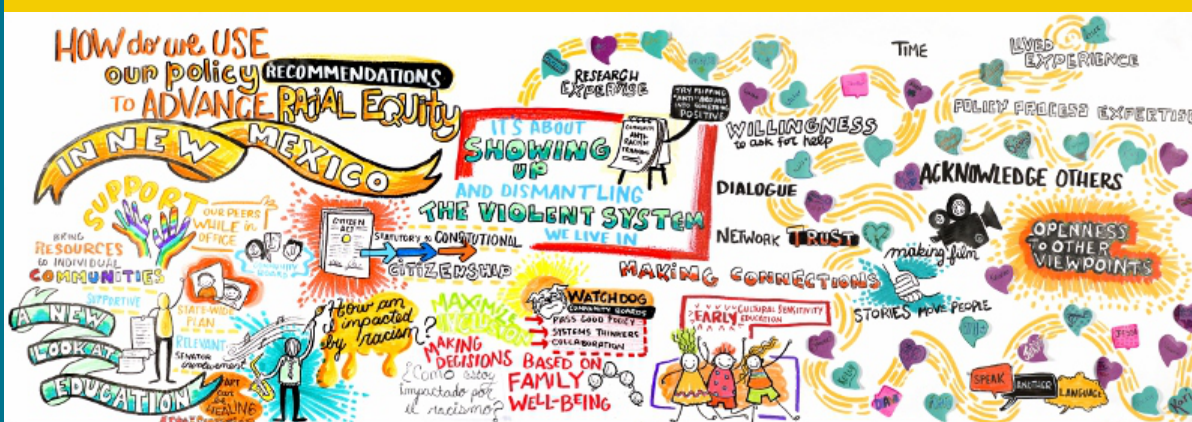 HOW do we USE
our policy RECOMMENDATIONS
TO ADVANCE RAciAL EQuity
IN NEW MEXICO
SUPPORT
BRING
RESOURCES
to INDIVIDUAL
COMMUNITIES
OUR PEERS
WHILE in
OFFICE
COMMUNITY
BOARDS
SUPPORTIVE
STATE-WIDE
PLAN
RELEVANT
SENATOR
involvement
A NEW
LOOK AT
EDUCATION
ART
can
be
HEALING
CITIZEN
ACT
STATUTORY to CONSTITUTIONAL
CITIZENSHIP
How am
i impacted
by racism?
¿Cómo estoy
impactado por
el racismo?
RESEARCH
EXPERTISE
IT'S ABOUT
SHOWING
UP
AND DISMANTLING
THE VIOLENT SYSTEM
WE LIVE IN
ANTI-
RACISM
TRAINING
TRY FLIPPING
"ANTI" AROUND
INTO SOMETHING
POSITIVE
MAKING CONNECTIONS
MAXIMIZE
WATCHDOG
COMMUNITY BOARDS
PASS GOOD POLICY
SYSTEMS THINKERS
COLLABORATION
MAKING
DECISIONS BASED ON
FAMILY
WELL-BEING
EARLY CULTURAL SENSITIVITY
EDUCATION
TIME
LIVED
EXPERIENCE
POLICY PROCESS EXPERTISE
WILLINGNESS
to ask for help
DIALOGUE
NETWORK TRUST
ACKNOWLEDGE OTHERS
making film
STORIES MOVE PEOPLE
OPENNESS
TO OTHER
VIEWPOINTS
SPEAK
ANOTHER
LANGUAGE